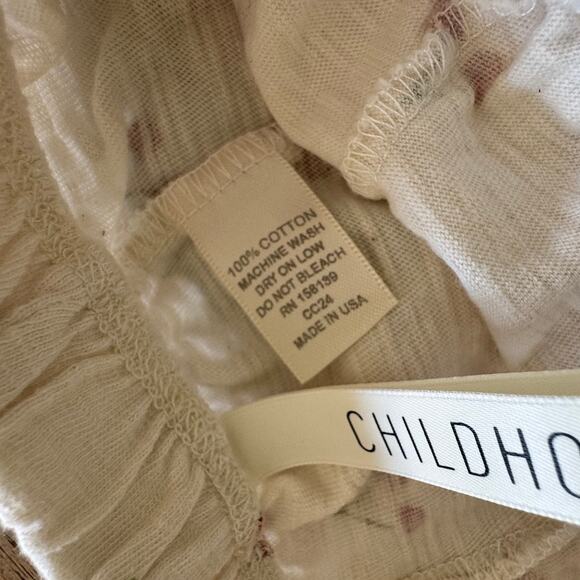 100% COTTON
MACHINE WASH
DRY ON LOW
DO NOT BLEACH
RN 158139
CC24
MADE IN USA
CHILDHO